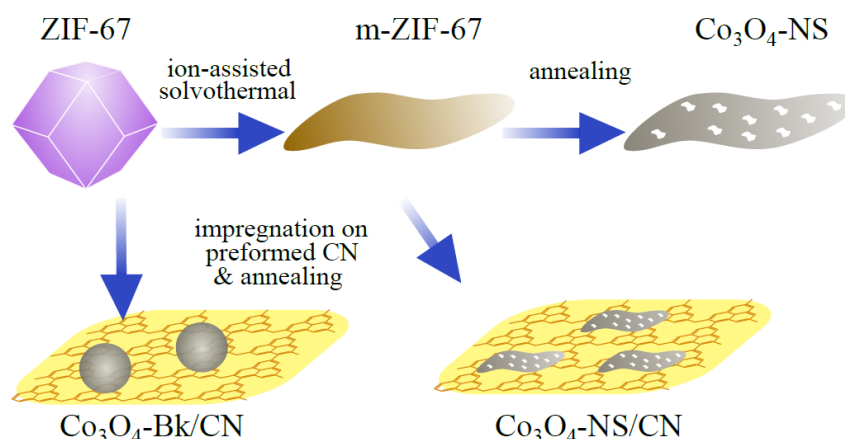 ZIF-67
m-ZIF-67
Co₃O₄-NS
ion-assisted
solvothermal
annealing
impregnation on
preformed CN
& annealing
Co₃O₄-Bk/CN
Co₃O₄-NS/CN